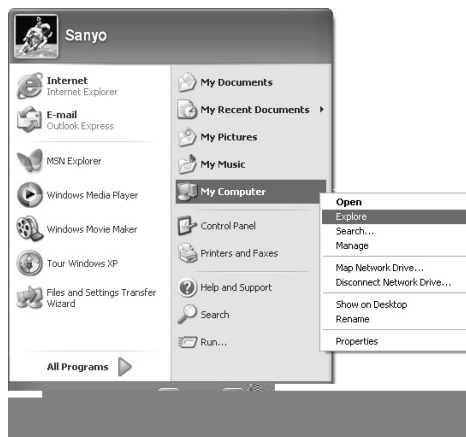 Sanyo
Internet
Internet Explorer
E-mail
Outlook Express
MSN Explorer
Windows Media Player
Windows Movie Maker
Tour Windows XP
Files and Settings Transfer
Wizard
All Programs
My Documents
My Recent Documents
My Pictures
My Music
My Computer
Control Panel
Printers and Faxes
Help and Support
Search
Run...
Open
Explore
Search...
Manage
Map Network Drive...
Disconnect Network Drive...
Show on Desktop
Rename
Properties